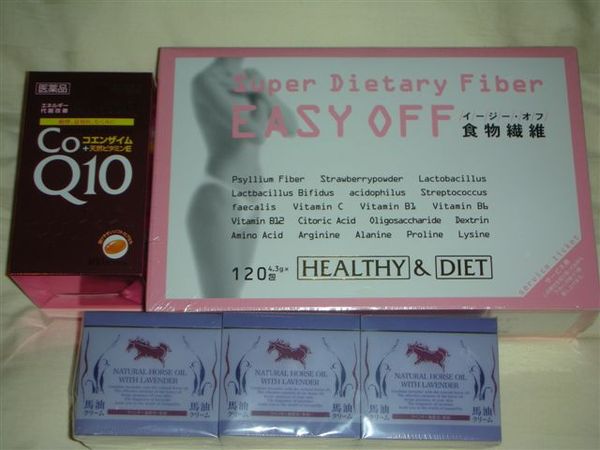 医薬品
エネルギー
代謝改善
Co
Q10
コエンザイム
+天然ビタミンE
Super Dietary Fiber
EASY OFF
イージー・オフ
食物繊維
Psyllium Fiber Strawberrypowder Lactobacillus
Lactbacillus Bifidus acidophilus Streptococcus
faecalis Vitamin C Vitamin B1 Vitamin B6
Vitamin B12 Citoric Acid Oligosaccharide Dextrin
Amino Acid Arginine Alanine Proline Lysine
120 4.3g× 包 HEALTHY & DIET
service ticket
NATURAL HORSE OIL
WITH LAVENDER
馬油
クリーム
NATURAL HORSE OIL
WITH LAVENDER
馬油
クリーム
NATURAL HORSE OIL
WITH LAVENDER
馬油
クリーム